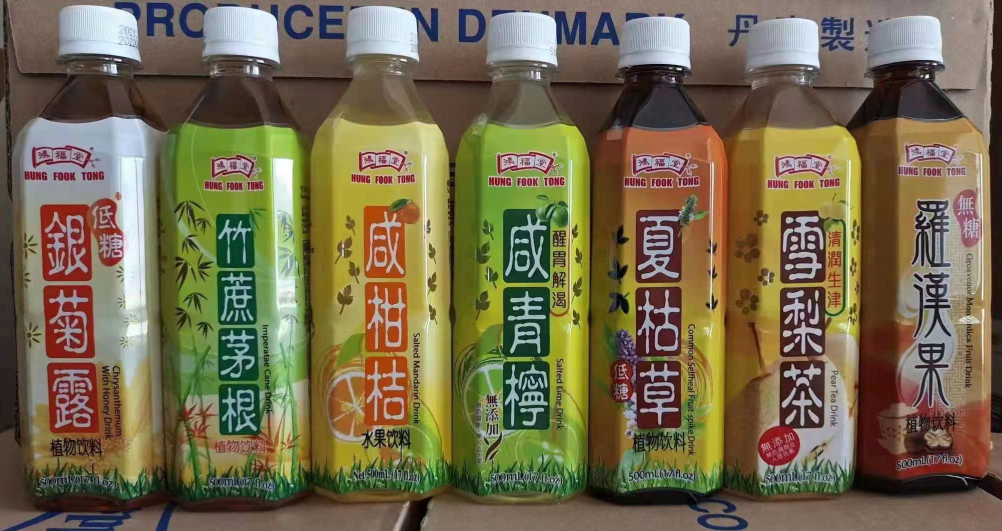 PRODUCED IN DENMARK
鴻福堂
HUNG FOOK TONG
低糖
銀菊露
Chrysanthemum
With Honey Drink
植物饮料
500mL (17 fl.oz)
鴻福堂
HUNG FOOK TONG
竹蔗茅根
Imperatae Cane Drink
植物饮料
500mL (17 fl.oz)
鴻福堂
HUNG FOOK TONG
咸柑桔
Salted Mandarin Drink
水果饮料
Net 500mL (17 fl.oz)
鴻福堂
HUNG FOOK TONG
咸青檸
醒胃解渴
Salted Lime Drink
無添加
500mL (17 fl.oz)
鴻福堂
HUNG FOOK TONG
夏枯草
低糖
Common Selfheal Fruit-spike Drink
植物饮料
500mL (17 fl.oz)
鴻福堂
HUNG FOOK TONG
雪梨茶
清潤生津
Pear Tea Drink
無添加
500mL (17 fl.oz)
鴻福堂
HUNG FOOK TONG
無糖
羅漢果
Grosvenor Momordica Fruit Drink
植物饮料
500mL (17 fl.oz)
CO